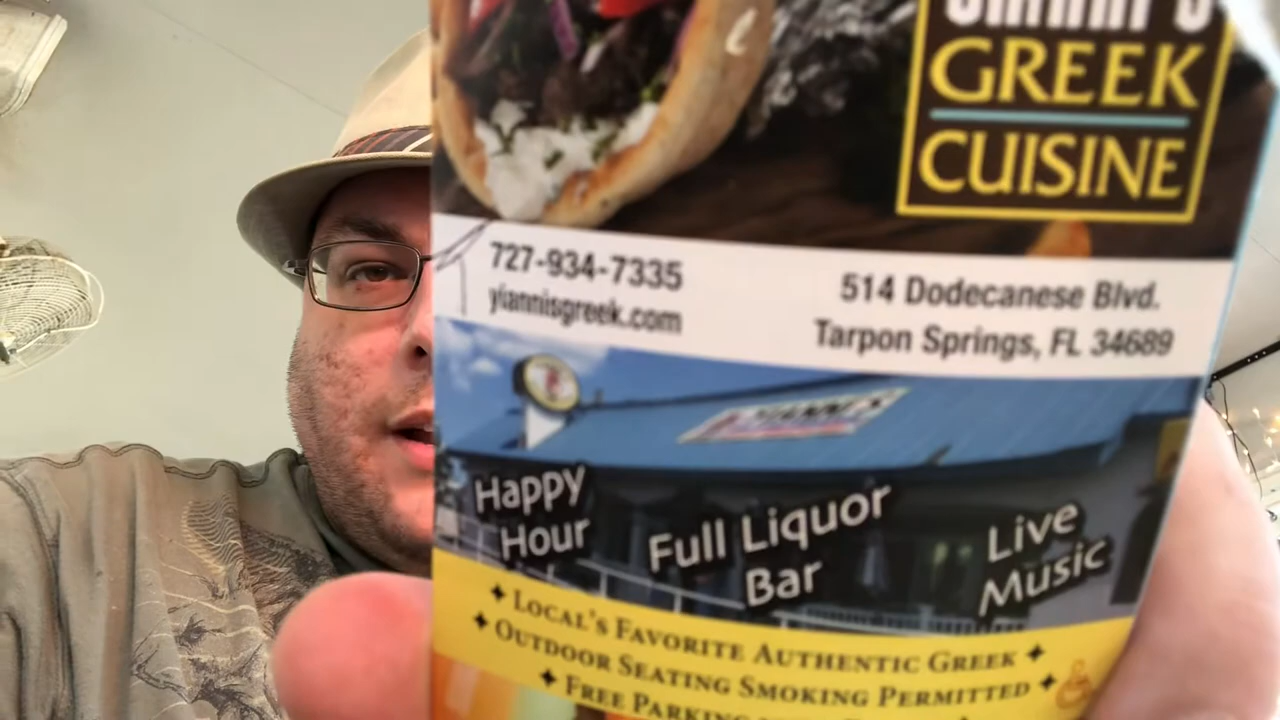 GREEK
CUISINE
727-934-7335
yiannisgreek.com
514 Dodecanese Blvd.
Tarpon Springs, FL 34689
Happy
Hour
Full Liquor
Bar
Live
Music
✦ LOCAL'S FAVORITE AUTHENTIC GREEK ✦
✦ OUTDOOR SEATING SMOKING PERMITTED ✦
✦ FREE PARKING